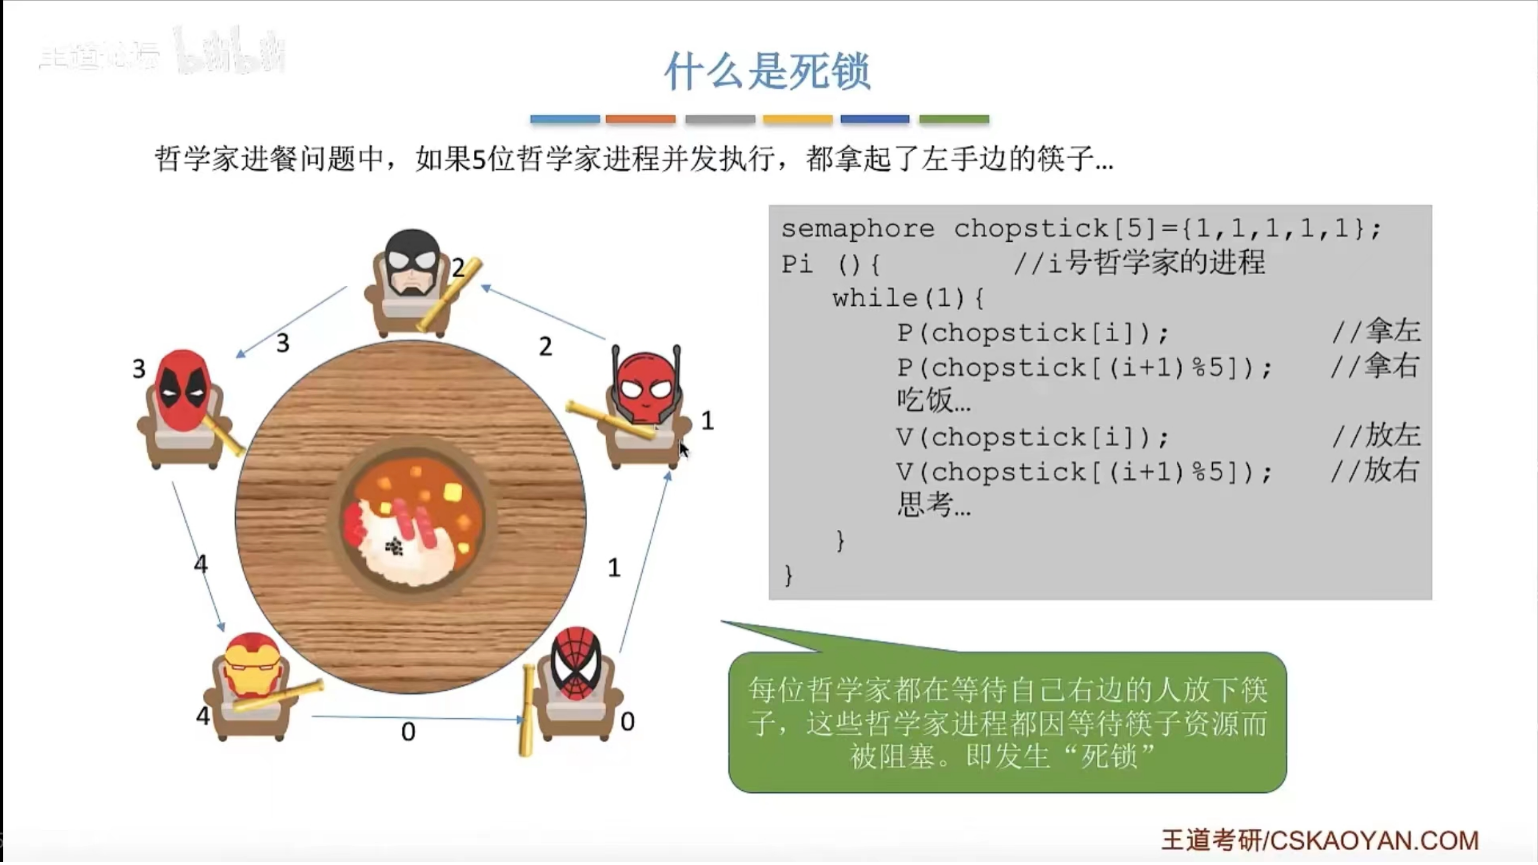 王道论坛 bilibili
什么是死锁
哲学家进餐问题中，如果5位哲学家进程并发执行，都拿起了左手边的筷子...
semaphore chopstick[5]={1,1,1,1,1};
Pi (){ //i号哲学家的进程
while(1){
P(chopstick[i]); //拿左
P(chopstick[(i+1)%5]); //拿右
吃饭…
V(chopstick[i]); //放左
V(chopstick[(i+1)%5]); //放右
思考…
}
}
2
3
2
3
1
4
1
4
0
0
每位哲学家都在等待自己右边的人放下筷
子，这些哲学家进程都因等待筷子资源而
被阻塞。即发生“死锁”
王道考研/CSKAOYAN.COM